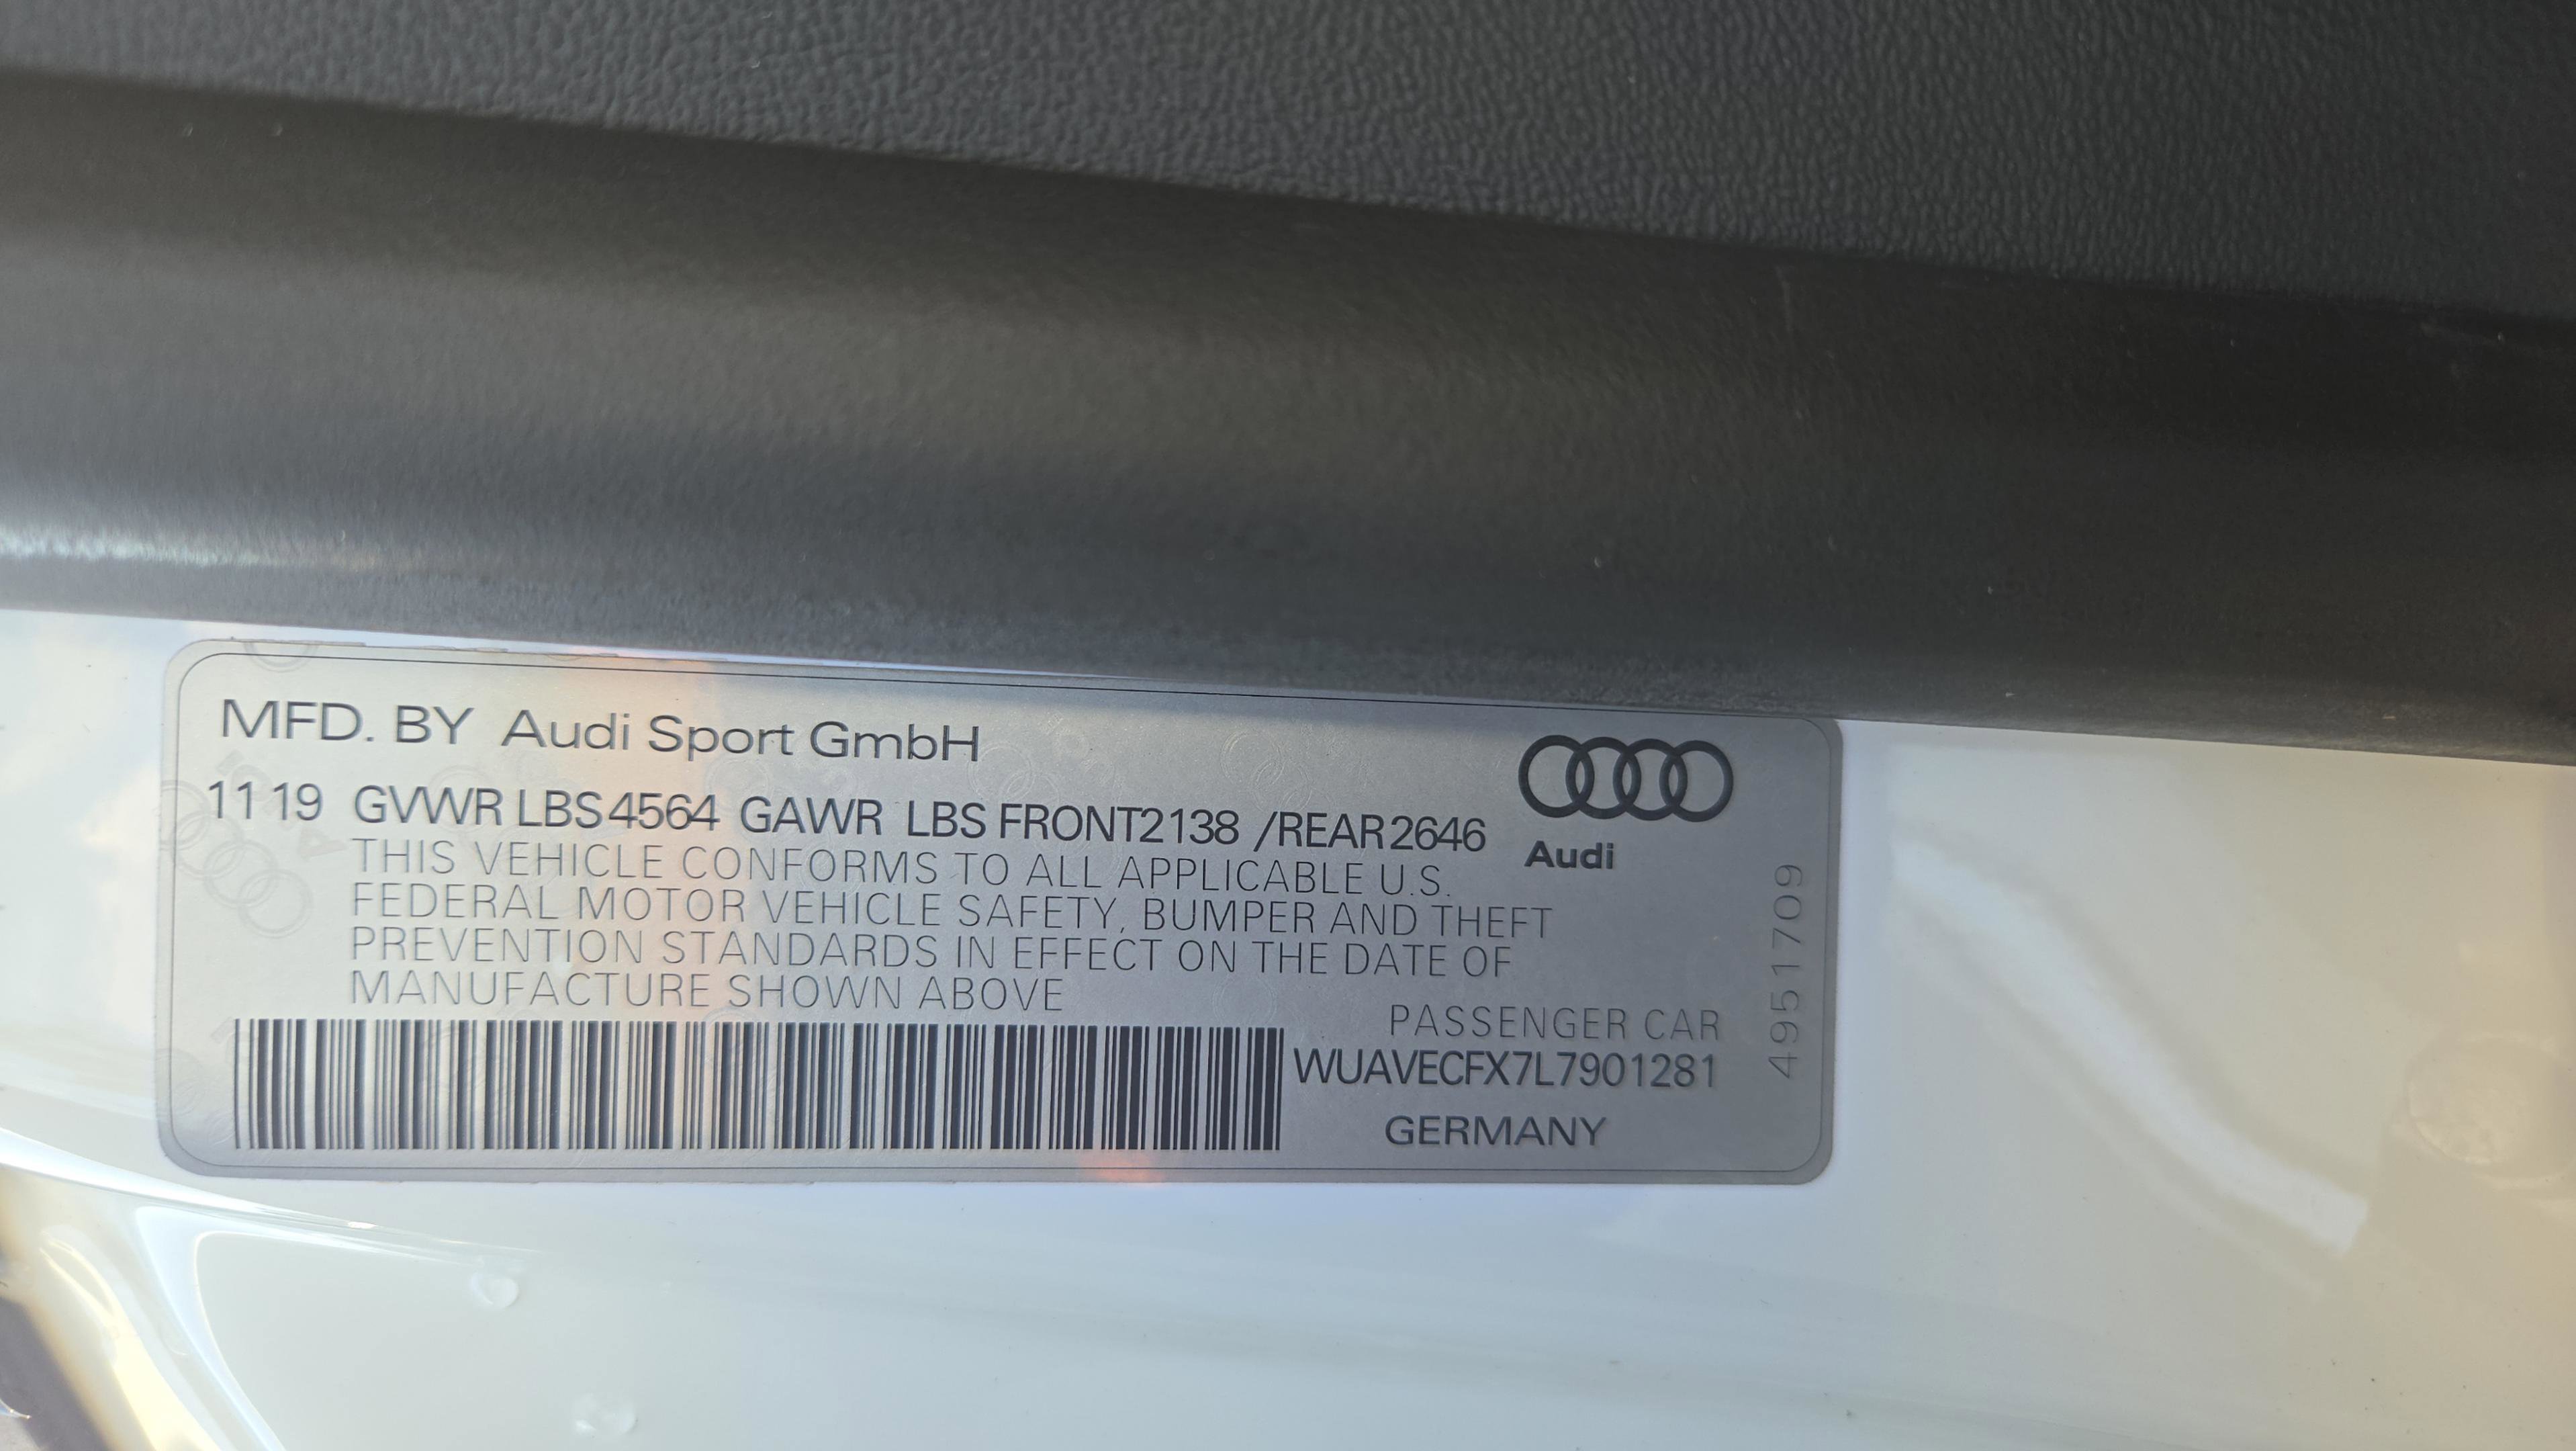 MFD. BY Audi Sport GmbH
11 19 GVWR LBS 4564 GAWR LBS FRONT 2138 /REAR 2646
Audi
THIS VEHICLE CONFORMS TO ALL APPLICABLE U.S.
FEDERAL MOTOR VEHICLE SAFETY, BUMPER AND THEFT
PREVENTION STANDARDS IN EFFECT ON THE DATE OF
MANUFACTURE SHOWN ABOVE
PASSENGER CAR
WUAVECFX7L7901281
GERMANY
4951709